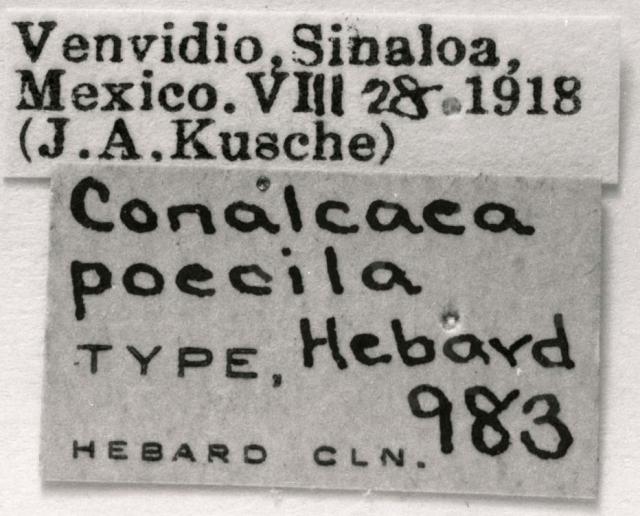 Venvidio, Sinaloa,
Mexico. VIII 28. 1918
(J.A. Kusche)
Conalcaea
poecila
TYPE, Hebard
983
HEBARD CLN.